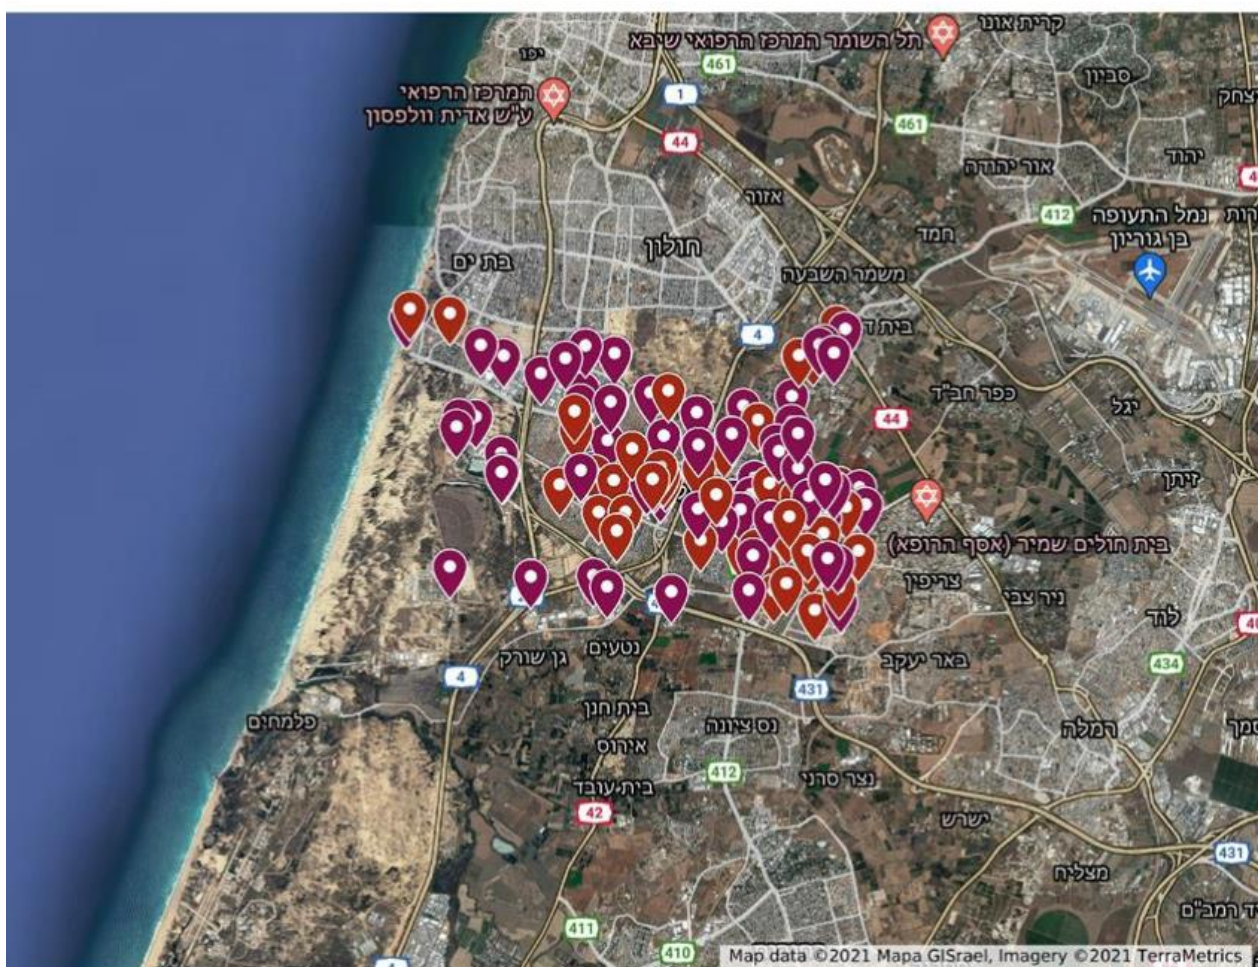 קרית אונו
תל השומר המרכז הרפואי שיבא
יפו
461
סביון
המרכז הרפואי
ע"ש אדית וולפסון
1
461
44
יהוד
אור יהודה
אזור
412
נמל התעופה
בן גוריון
חמד
חולון
בת ים
משמר השבעה
4
בית ד
כפר חב"ד
יגל
44
זיתן
בית חולים שמיר (אסף הרופא)
צריפין
ניר צבי
לוד
נטעים
גן שורק
באר יעקב
434
4
431
בית חנן
פלמחים
נס ציונה
רמלה
אירוס
412
נצר סרני
בית עובד
42
ישרש
431
מצליח
411
410
Map data ©2021 Mapa GISrael, Imagery ©2021 TerraMetrics